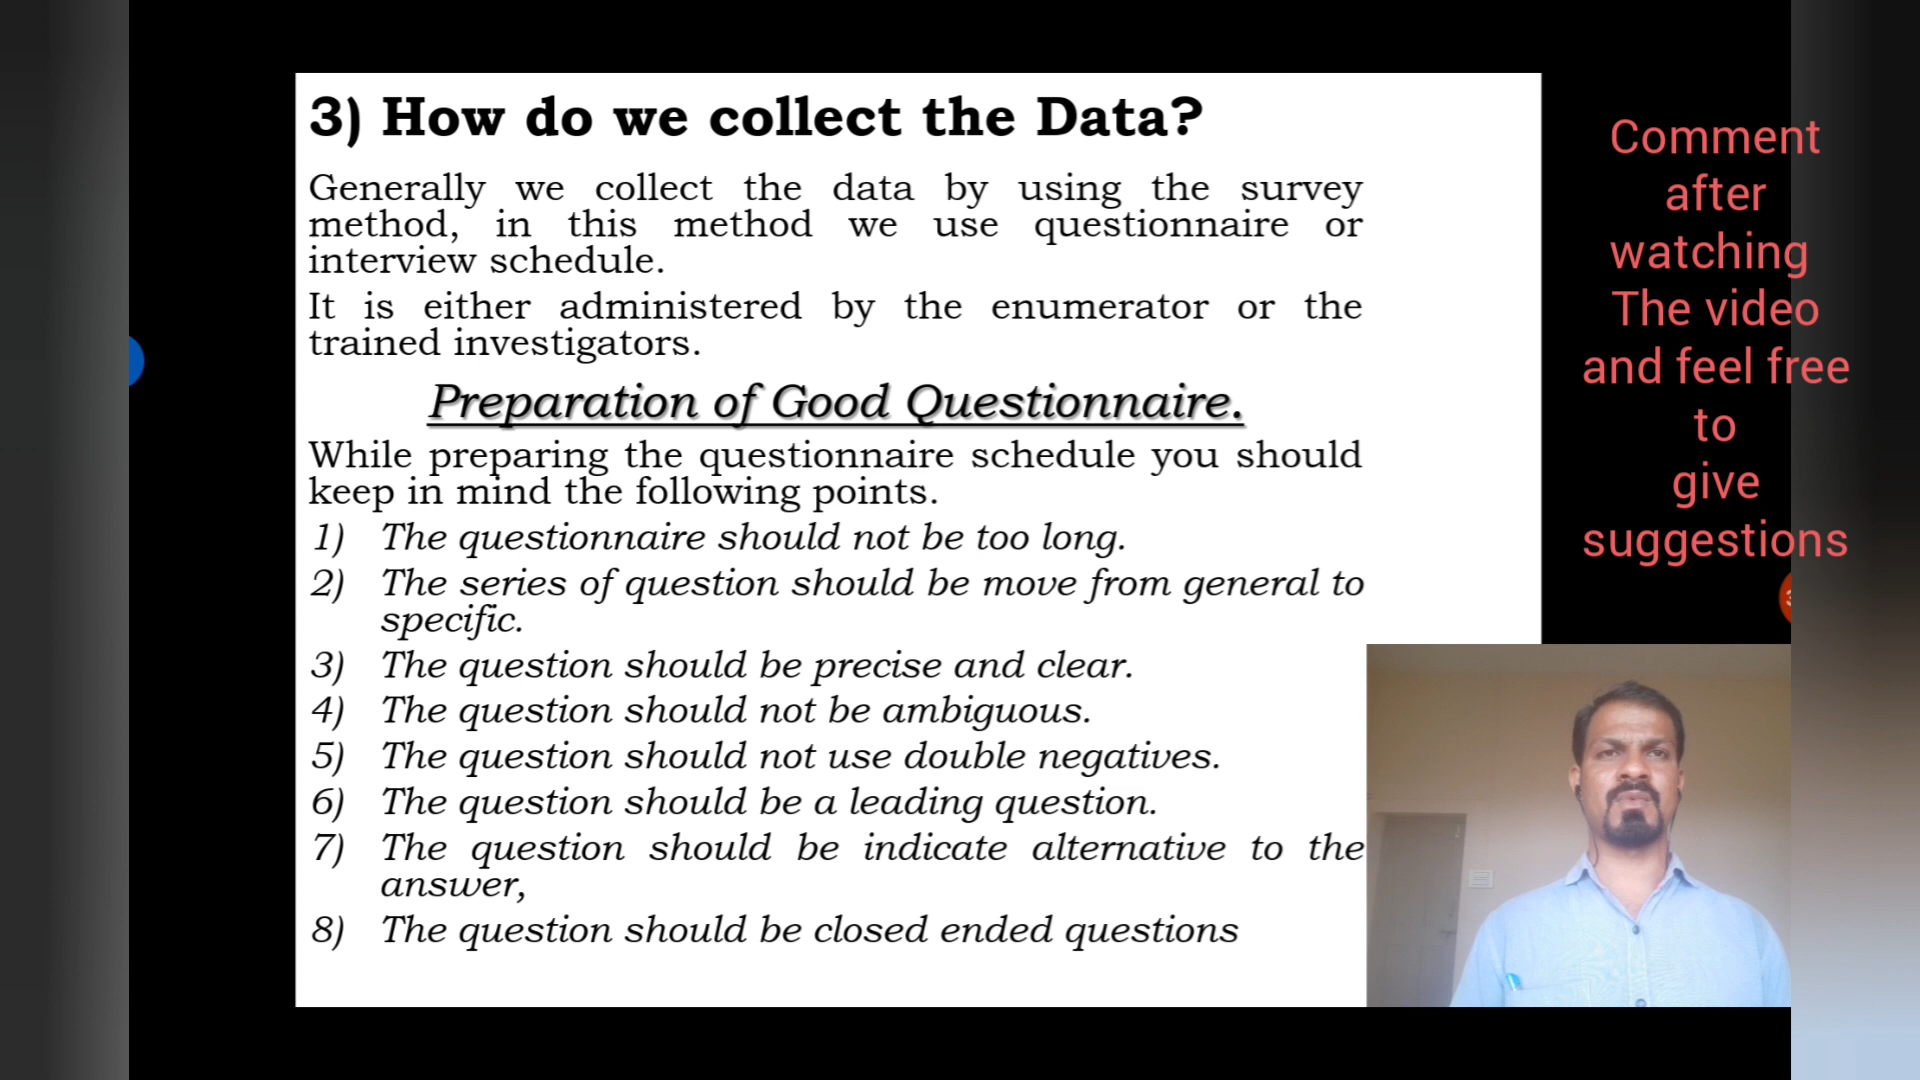 3) How do we collect the Data?
Generally we collect the data by using the survey
method, in this method we use questionnaire or
interview schedule.
It is either administered by the enumerator or the
trained investigators.
Preparation of Good Questionnaire.
While preparing the questionnaire schedule you should
keep in mind the following points.
1) The questionnaire should not be too long.
2) The series of question should be move from general to
specific.
3) The question should be precise and clear.
4) The question should not be ambiguous.
5) The question should not use double negatives.
6) The question should be a leading question.
7) The question should be indicate alternative to the
answer,
8) The question should be closed ended questions
Comment
after
watching
The video
and feel free
to
give
suggestions